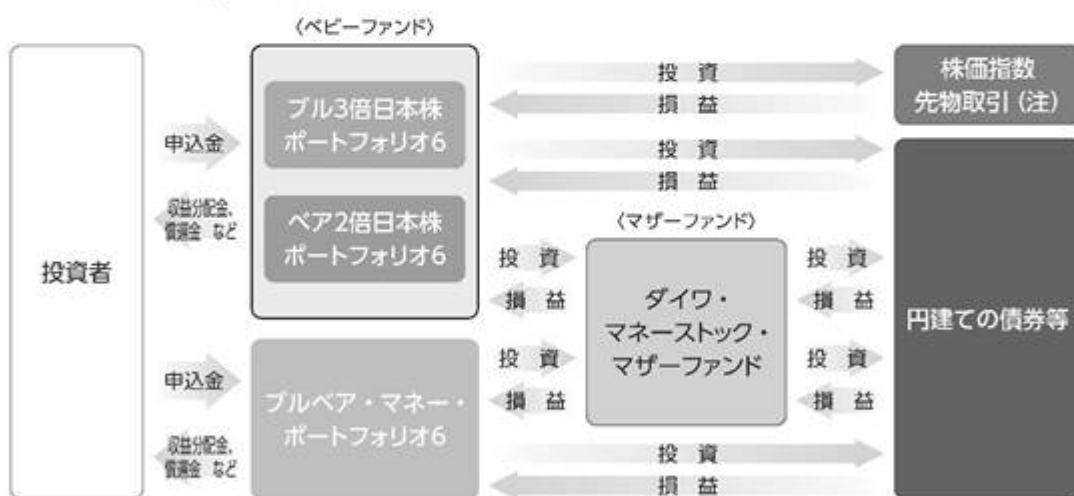 〈ベビーファンド〉
投資者
申込金
収益分配金、
償還金 など
ブル3倍日本株
ポートフォリオ6
ベア2倍日本株
ポートフォリオ6
投 資
損 益
投 資
損 益
株価指数
先物取引(注)
〈マザーファンド〉
投 資
損 益
ダイワ・
マネーストック・
マザーファンド
投 資
損 益
円建ての債券等
申込金
収益分配金、
償還金 など
ブルベア・マネー・
ポートフォリオ6
投 資
損 益
投 資
損 益
投 資
損 益